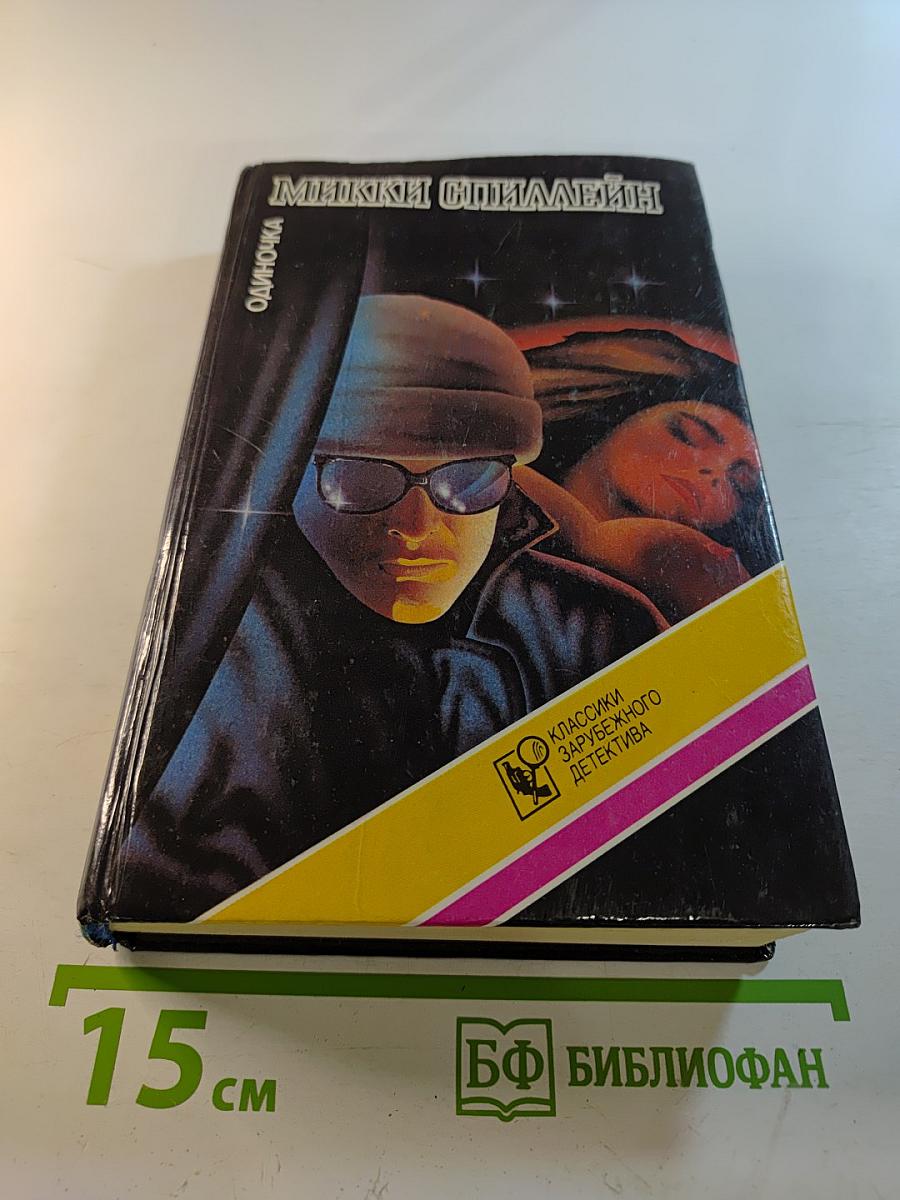 МИККИ СПИЛЛЕЙН
ОДИНОЧКА
КЛАССИКИ
ЗАРУБЕЖНОГО
ДЕТЕКТИВА
15 см
БФ БИБЛИОФАН